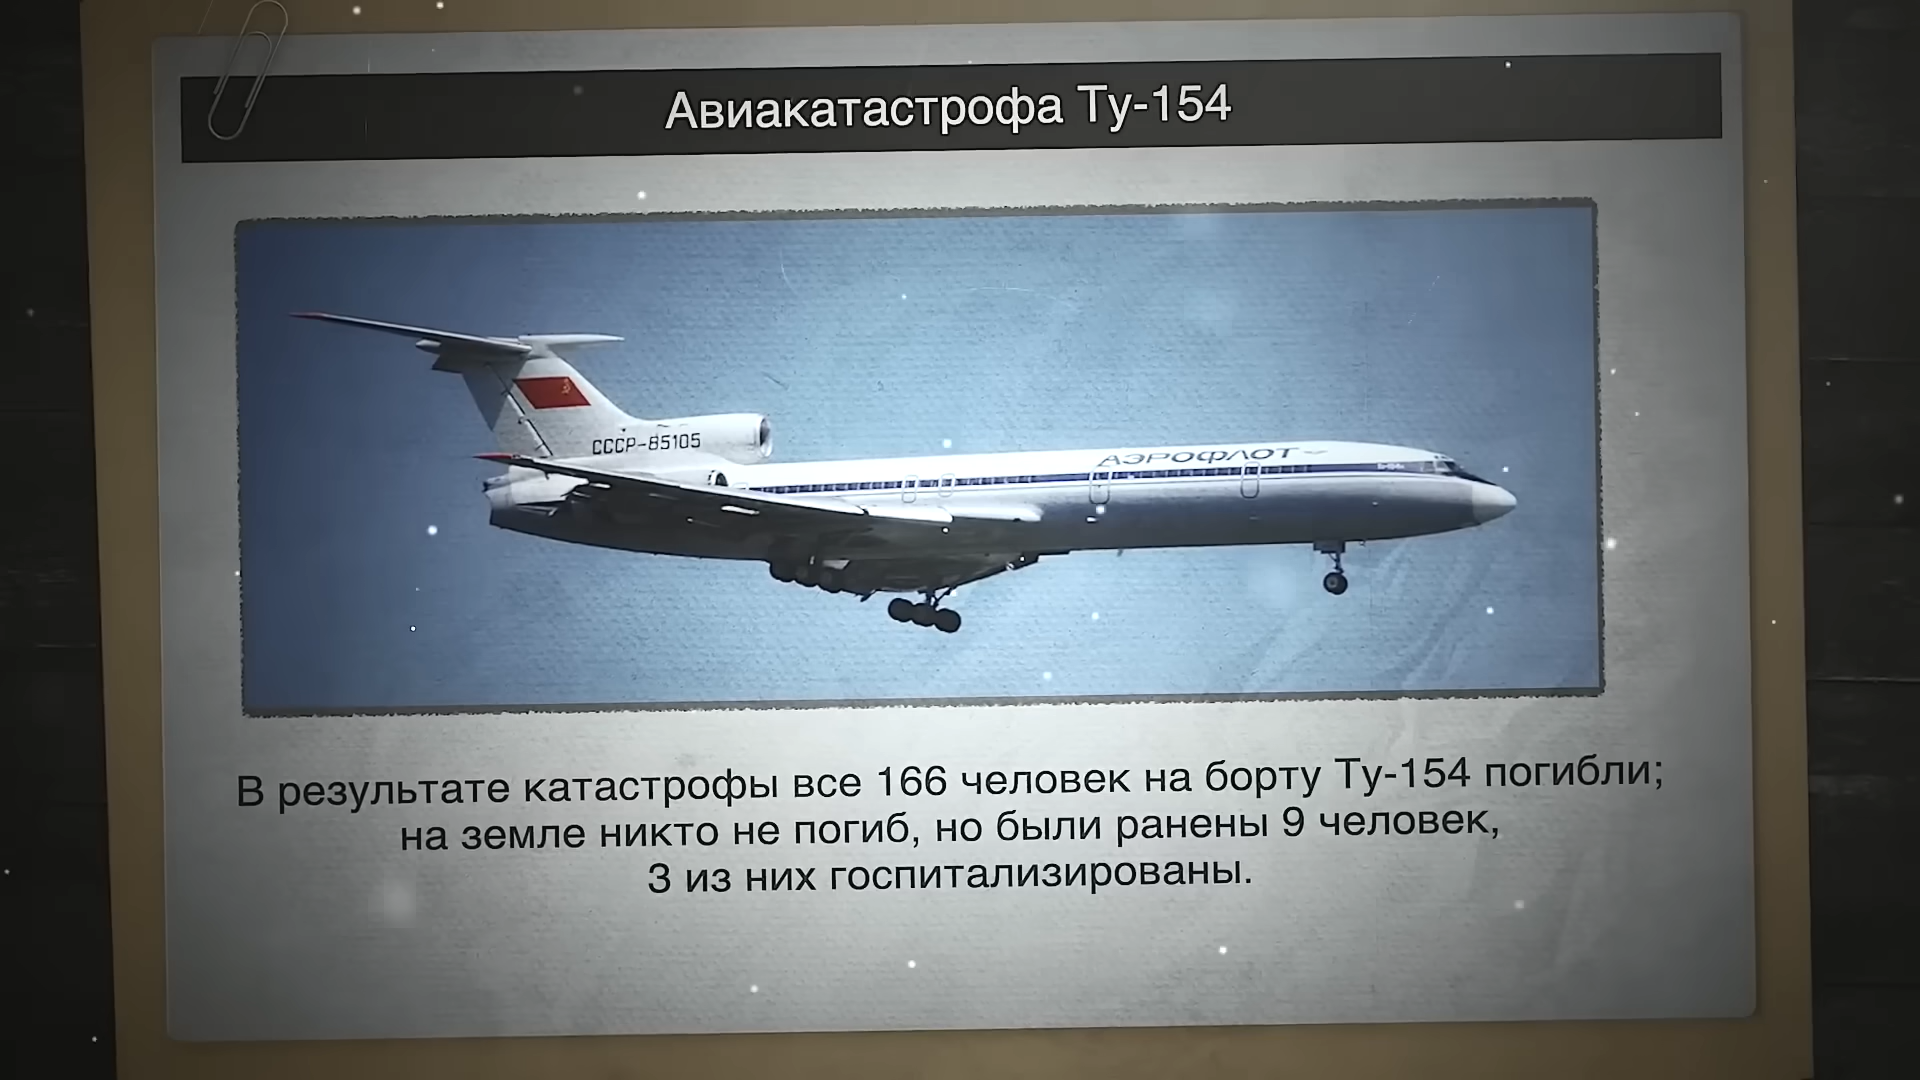 Авиакатастрофа Ту-154
СССР-85105
АЭРОФЛОТ
В результате катастрофы все 166 человек на борту Ту-154 погибли;
на земле никто не погиб, но были ранены 9 человек,
3 из них госпитализированы.